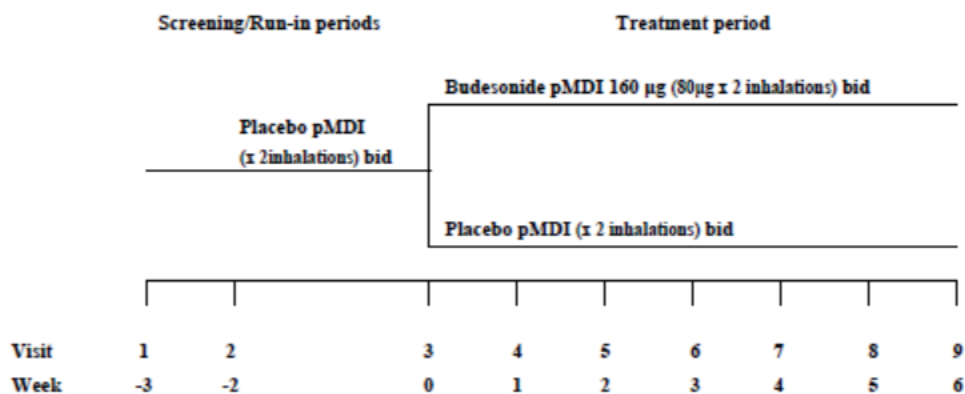 Screening/Run-in periods Treatment period
Budesonide pMDI 160 µg (80µg x 2 inhalations) bid
Placebo pMDI
(x 2inhalations) bid
Placebo pMDI (x 2 inhalations) bid
Visit 1 2 3 4 5 6 7 8 9
Week -3 -2 0 1 2 3 4 5 6